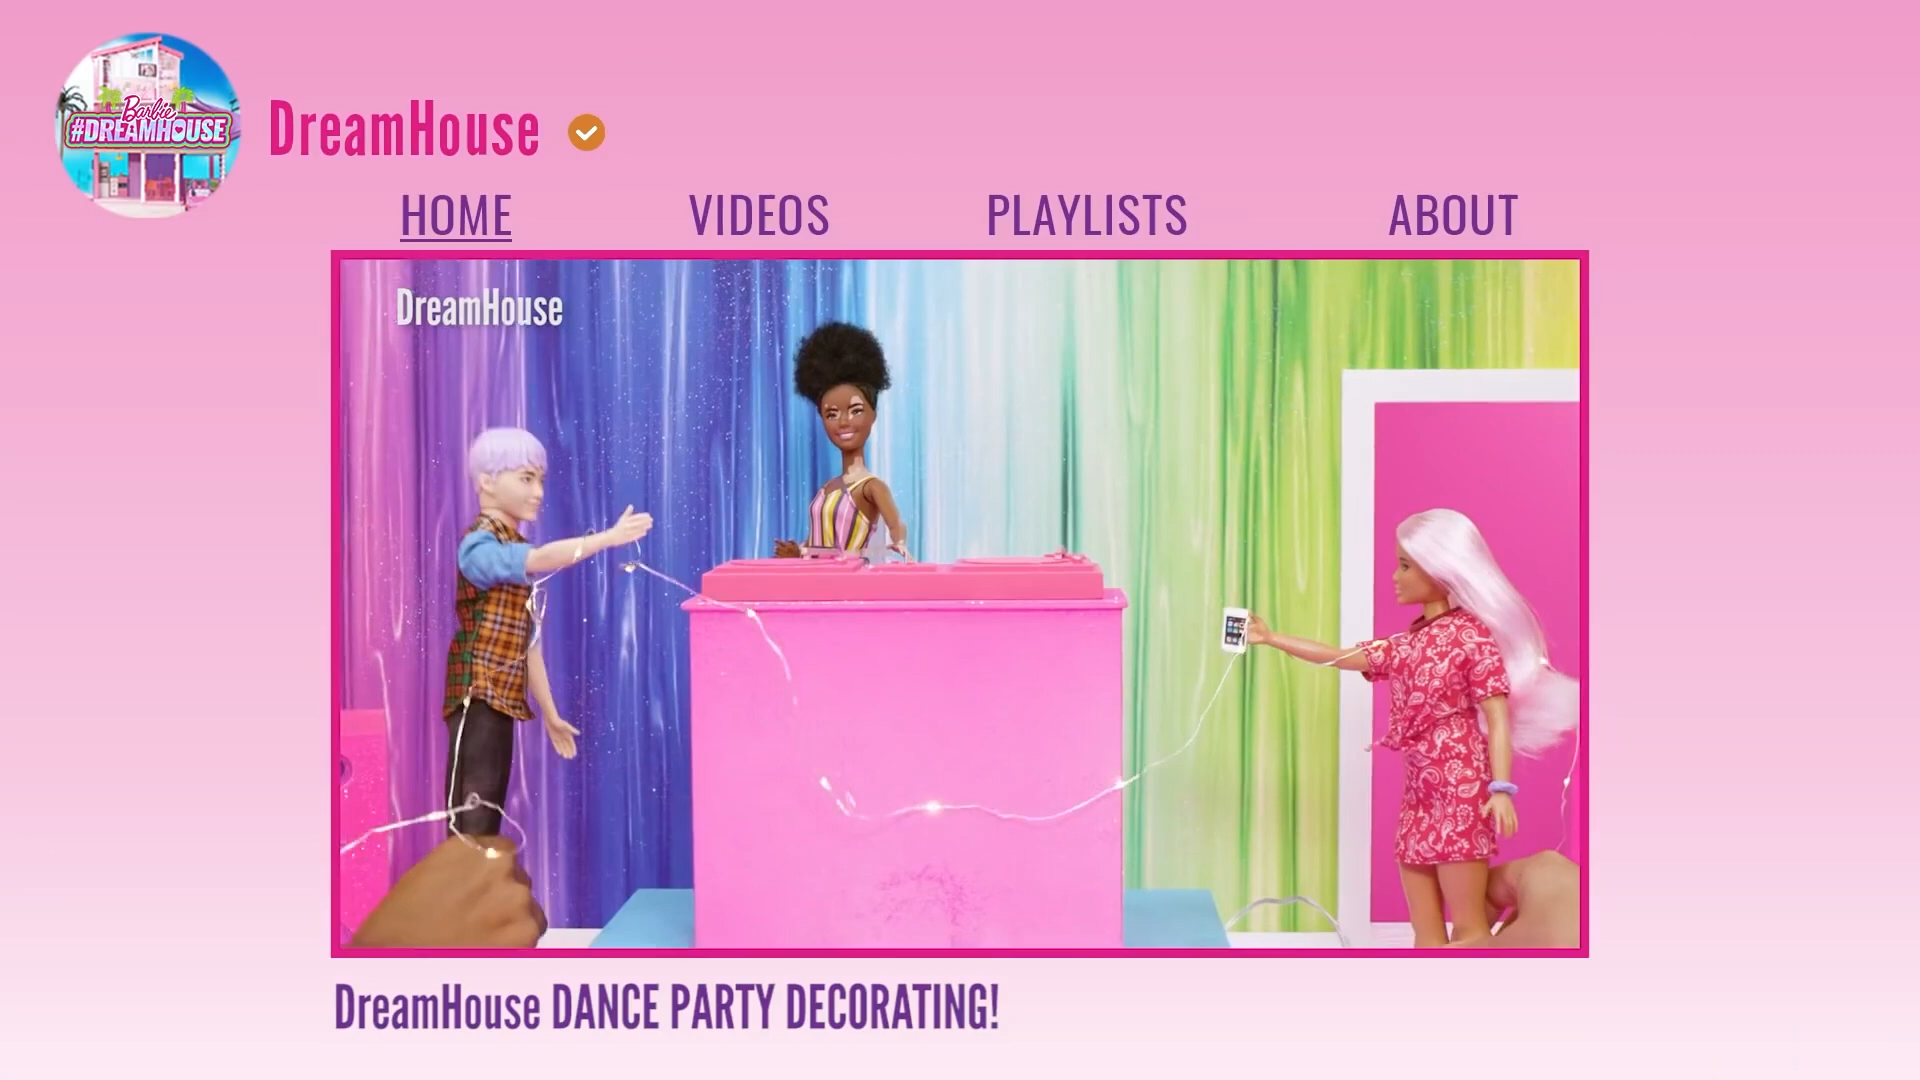 Barbie
#DREAMHOUSE
DreamHouse
HOME VIDEOS PLAYLISTS ABOUT
DreamHouse
DreamHouse DANCE PARTY DECORATING!